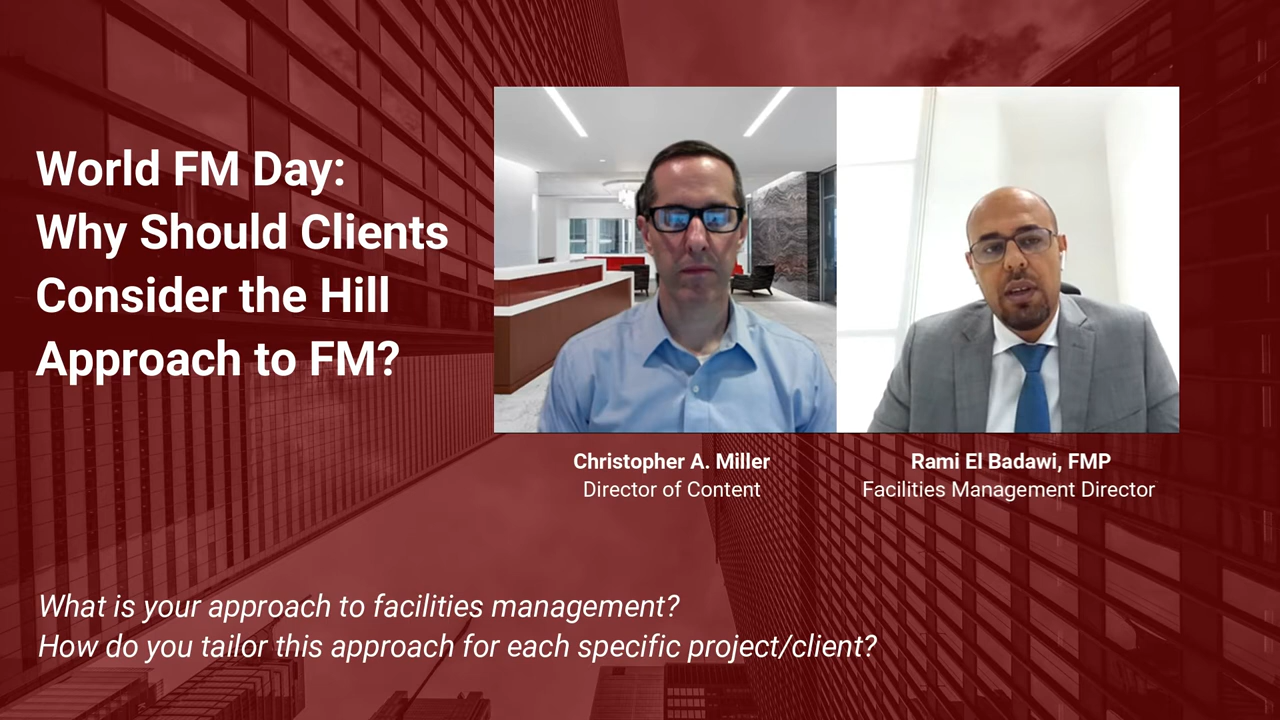 World FM Day:
Why Should Clients
Consider the Hill
Approach to FM?
Christopher A. Miller
Director of Content
Rami El Badawi, FMP
Facilities Management Director
What is your approach to facilities management?
How do you tailor this approach for each specific project/client?